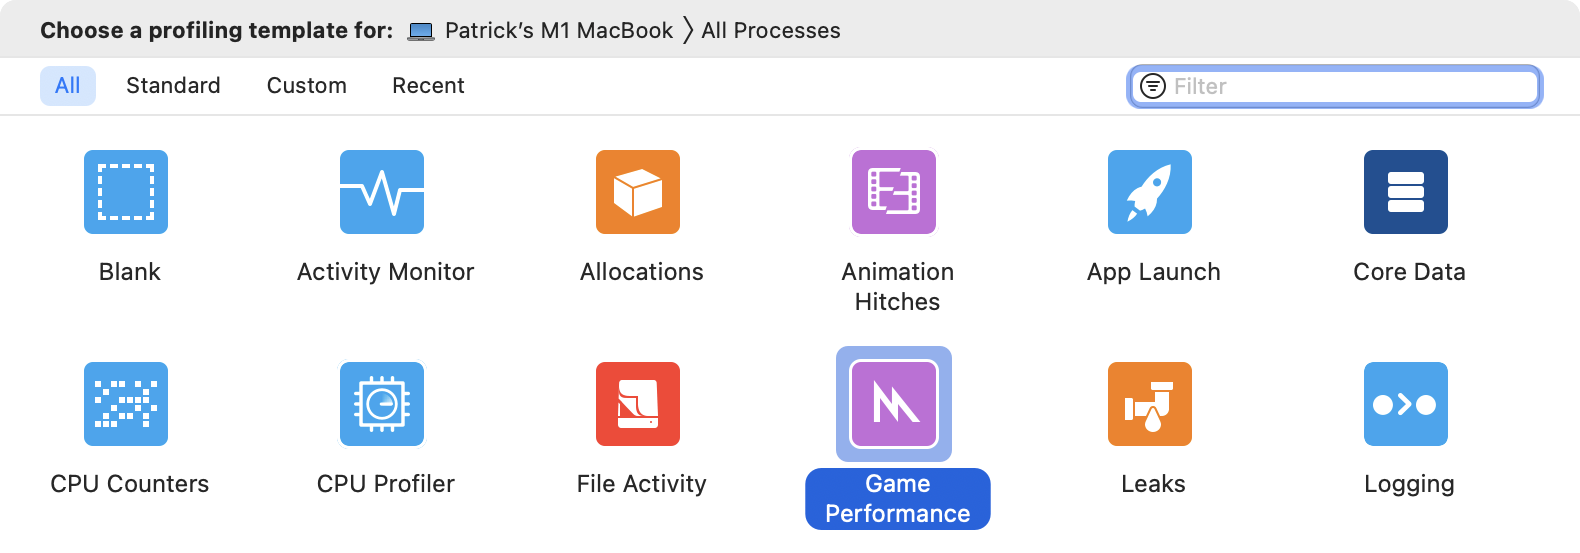 Choose a profiling template for: Patrick’s M1 MacBook 〉 All Processes
All Standard Custom Recent Filter
Blank Activity Monitor Allocations Animation App Launch Core Data
Hitches
CPU Counters CPU Profiler File Activity Game Leaks Logging
Performance